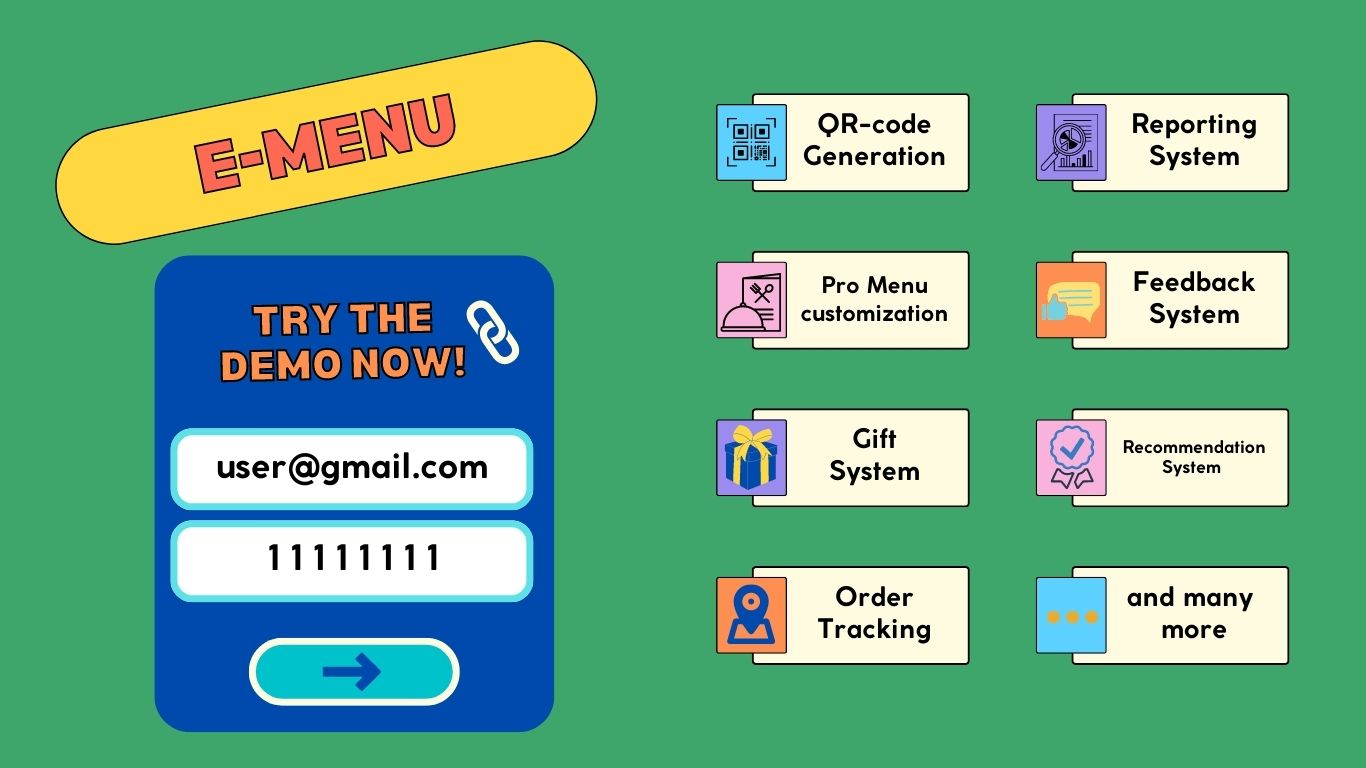 E-MENU
TRY THE
DEMO NOW!
user@gmail.com
11111111
QR-code
Generation
Reporting
System
Pro Menu
customization
Feedback
System
Gift
System
Recommendation
System
Order
Tracking
and many
more